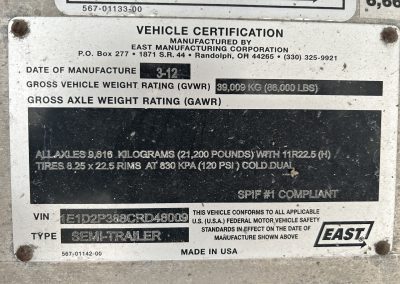 567-01133-00
6,66
VEHICLE CERTIFICATION
MANUFACTURED BY
EAST MANUFACTURING CORPORATION
P.O. Box 277 • 1871 S.R. 44 • Randolph, OH 44265 • (330) 325-9921
DATE OF MANUFACTURE 3-12
GROSS VEHICLE WEIGHT RATING (GVWR) 39,009 KG (86,000 LBS)
GROSS AXLE WEIGHT RATING (GAWR)
ALL AXLES 9,616 KILOGRAMS (21,200 POUNDS) WITH 11R22.5 (H)
TIRES 8.25 x 22.5 RIMS AT 830 KPA (120 PSI) COLD DUAL
SPIF #1 COMPLIANT
VIN 1E1D2P388CRD48009
TYPE SEMI-TRAILER
THIS VEHICLE CONFORMS TO ALL APPLICABLE
U.S. (U.S.A.) FEDERAL MOTOR VEHICLE SAFETY
STANDARDS IN EFFECT ON THE DATE OF
MANUFACTURE SHOWN ABOVE
EAST
567-01142-00
MADE IN USA